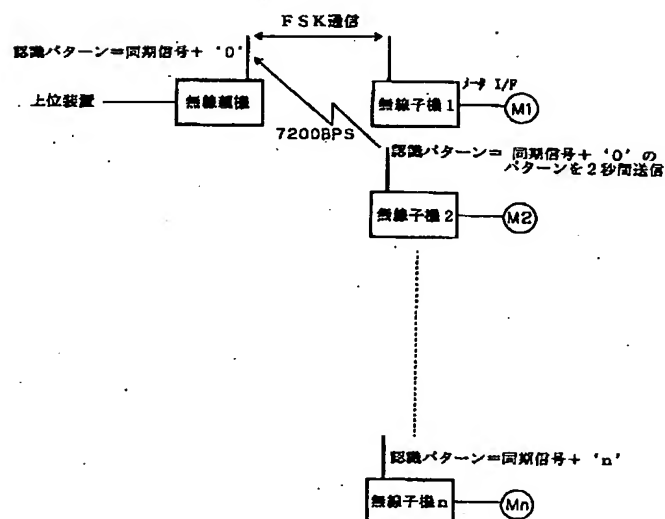 FSK通信
認識パターン=同期信号+‘0’
上位装置
無線親機
7200BPS
無線子機1
I/F
M1
認識パターン= 同期信号+‘0’の
パターンを2秒間送信
無線子機2
M2
認識パターン=同期信号+‘n’
無線子機n
Mn